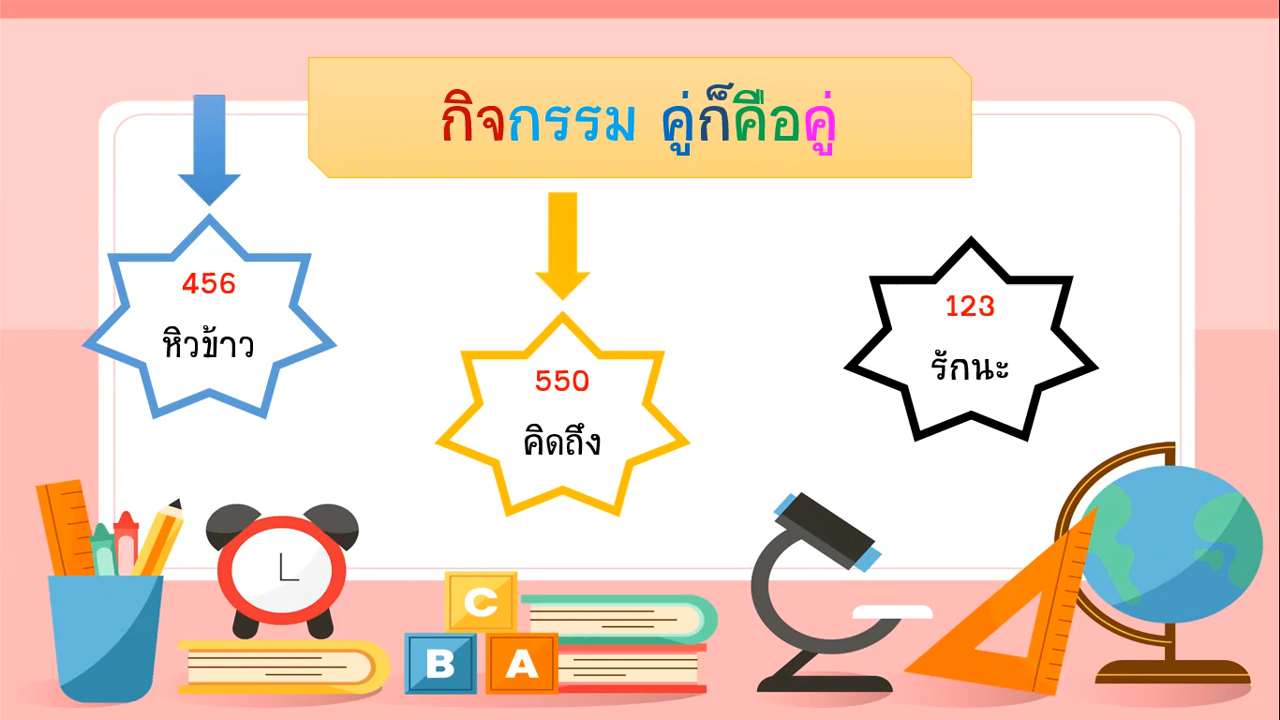 กิจกรรม คู่ก็คือคู่
456
หิวข้าว
550
คิดถึง
123
รักนะ
C
B
A